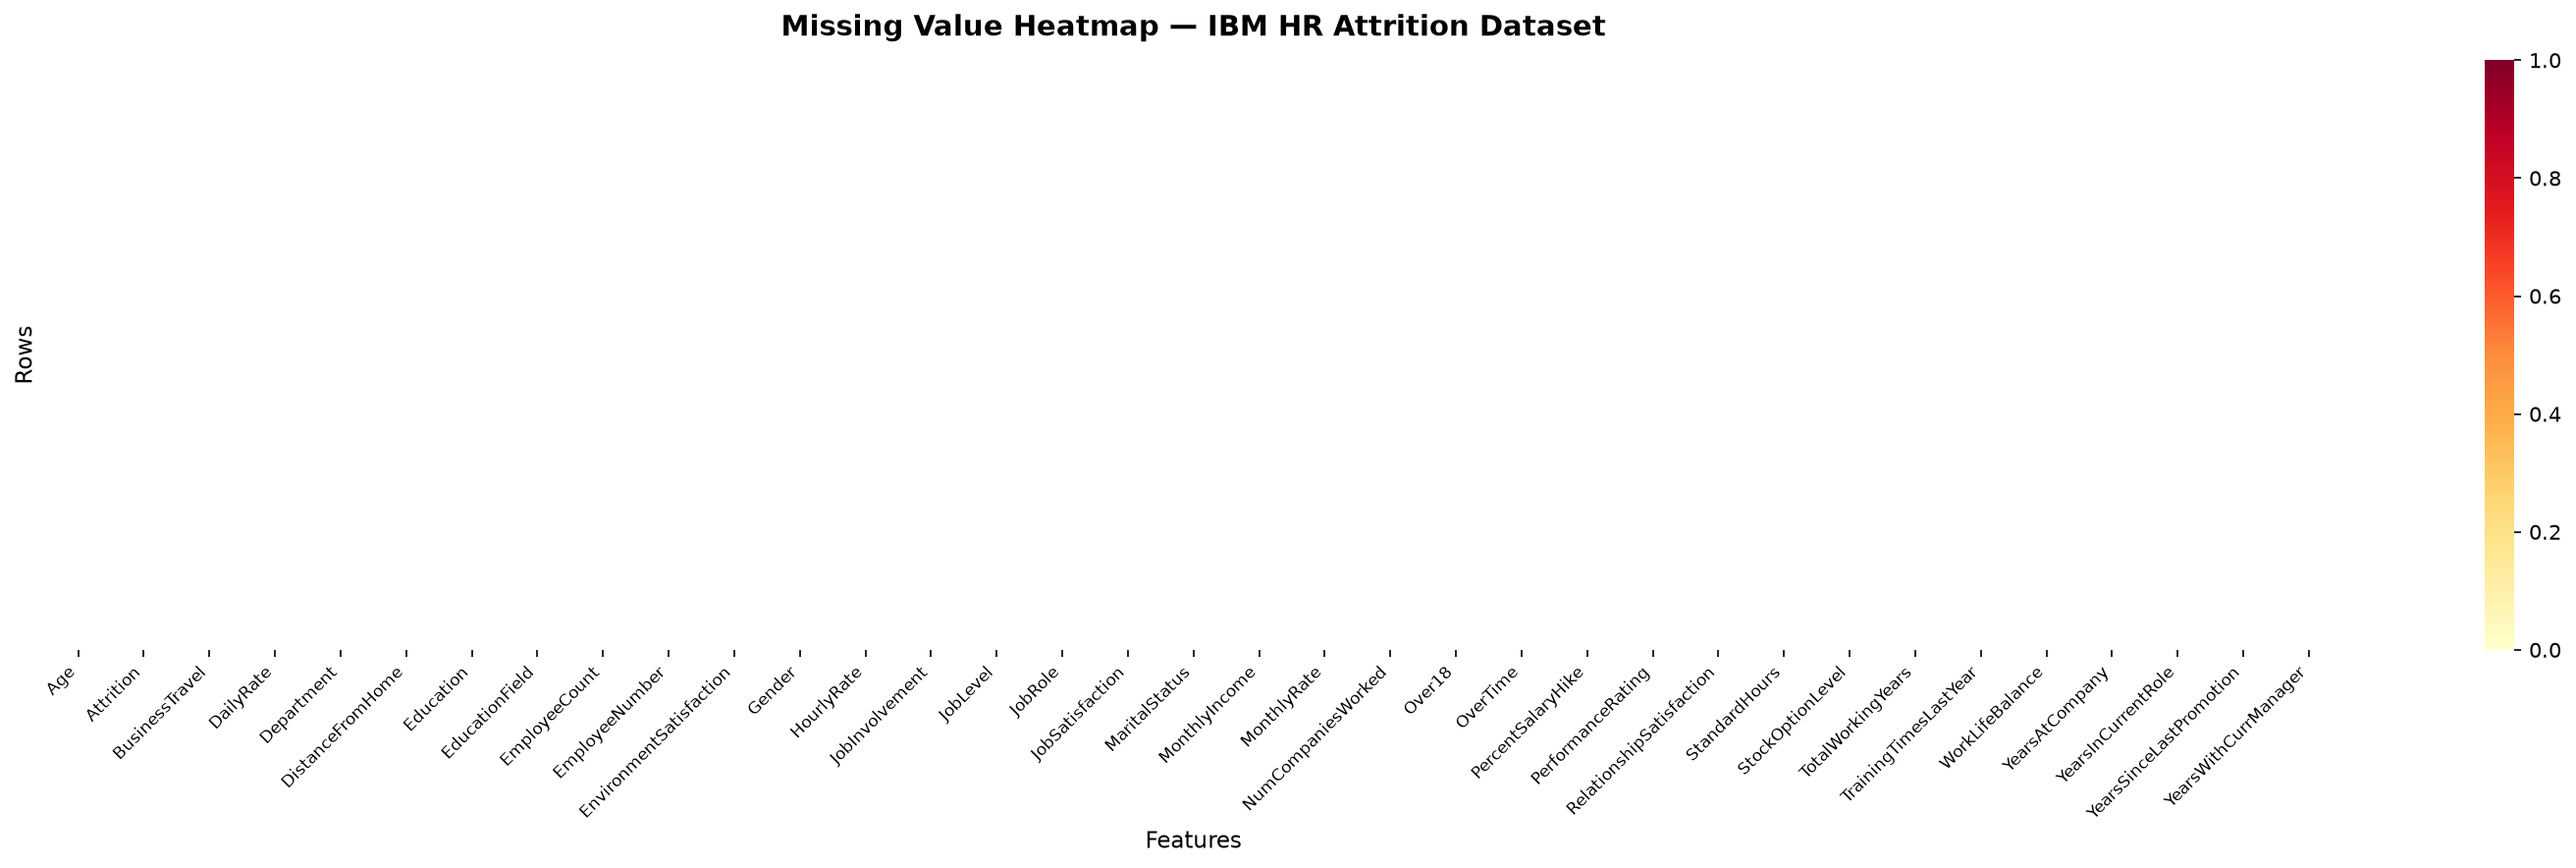 Missing Value Heatmap — IBM HR Attrition Dataset
Rows
1.0
0.8
0.6
0.4
0.2
0.0
Age
Attrition
BusinessTravel
DailyRate
Department
DistanceFromHome
Education
EducationField
EmployeeCount
EmployeeNumber
EnvironmentSatisfaction
Gender
HourlyRate
JobInvolvement
JobLevel
JobRole
JobSatisfaction
MaritalStatus
MonthlyIncome
MonthlyRate
NumCompaniesWorked
Over18
OverTime
PercentSalaryHike
PerformanceRating
RelationshipSatisfaction
StandardHours
StockOptionLevel
TotalWorkingYears
TrainingTimesLastYear
WorkLifeBalance
YearsAtCompany
YearsInCurrentRole
YearsSinceLastPromotion
YearsWithCurrManager
Features